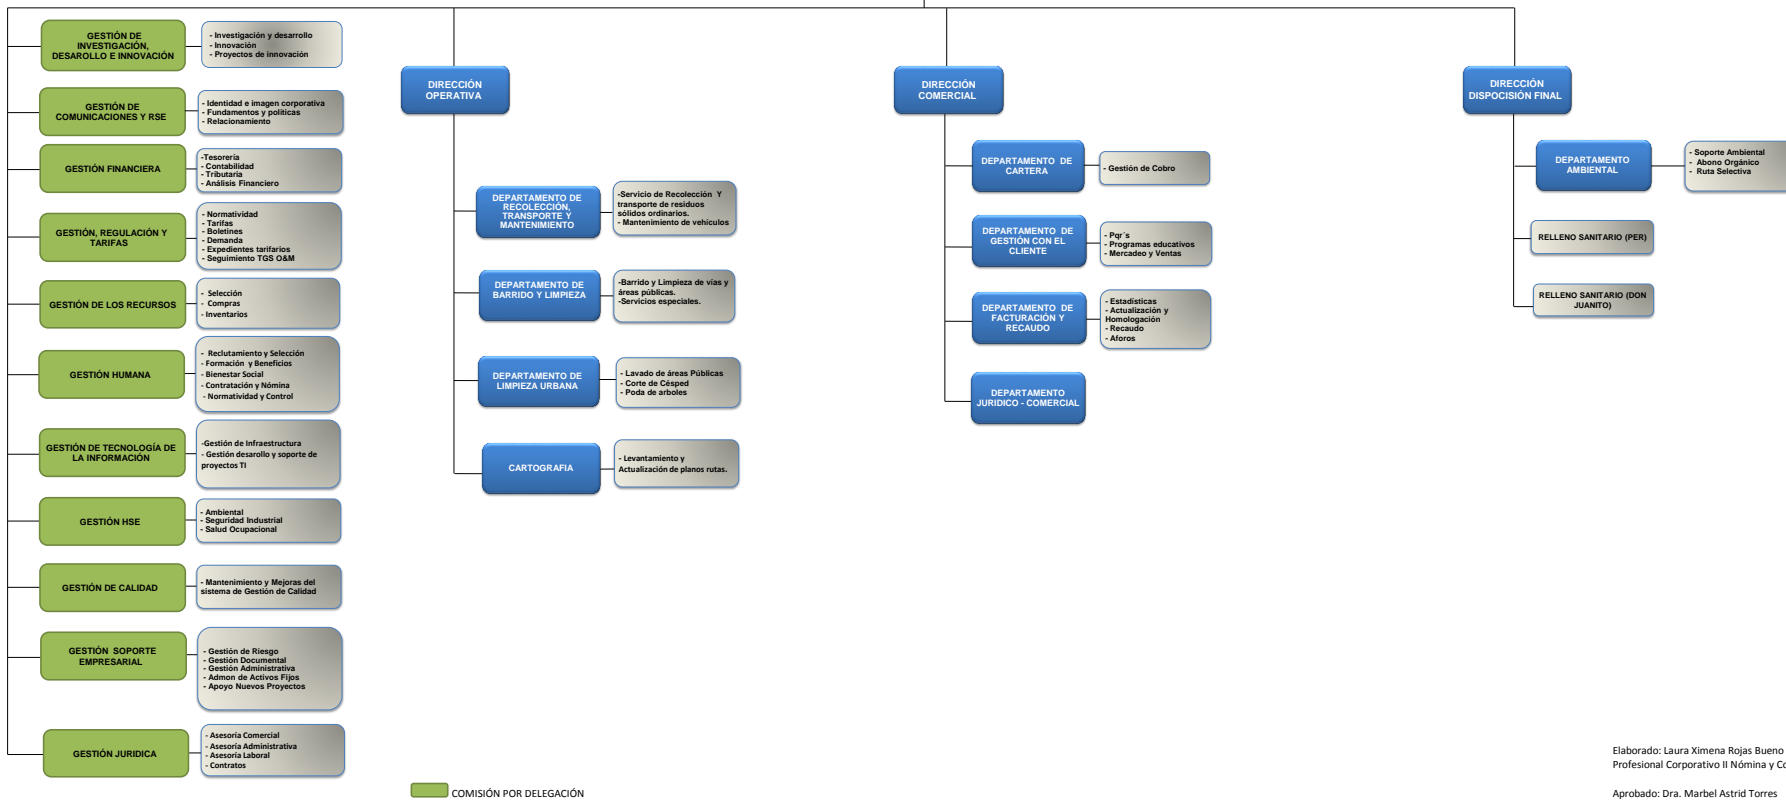 GESTIÓN DE
INVESTIGACIÓN,
DESAROLLO E INNOVACIÓN
- Investigación y desarrollo
- Innovación
- Proyectos de innovación
GESTIÓN DE
COMUNICACIONES Y RSE
- Identidad e imagen corporativa
- Fundamentos y políticas
- Relacionamiento
GESTIÓN FINANCIERA
-Tesorería
- Contabilidad
- Tributaria
- Análisis Financiero
GESTIÓN, REGULACIÓN Y
TARIFAS
- Normatividad
- Tarifas
- Boletines
- Demanda
- Expedientes tarifarios
- Seguimiento TGS O&M
GESTIÓN DE LOS RECURSOS
- Selección
- Compras
- Inventarios
GESTIÓN HUMANA
- Reclutamiento y Selección
- Formación y Beneficios
- Bienestar Social
- Contratación y Nómina
- Normatividad y Control
GESTIÓN DE TECNOLOGÍA DE
LA INFORMACIÓN
-Gestión de Infraestructura
- Gestión desarollo y soporte de
proyectos TI
GESTIÓN HSE
- Ambiental
- Seguridad Industrial
- Salud Ocupacional
GESTIÓN DE CALIDAD
- Mantenimiento y Mejoras del
sistema de Gestión de Calidad
GESTIÓN SOPORTE
EMPRESARIAL
- Gestión de Riesgo
- Gestión Documental
- Gestión Administrativa
- Admon de Activos Fijos
- Apoyo Nuevos Proyectos
GESTIÓN JURIDICA
- Asesoría Comercial
- Asesoría Administrativa
- Asesoría Laboral
- Contratos
DIRECCIÓN
OPERATIVA
DEPARTAMENTO DE
RECOLECCIÓN,
TRANSPORTE Y
MANTENIMIENTO
-Servicio de Recolección Y
transporte de residuos
sólidos ordinarios.
- Mantenimiento de vehículos
DEPARTAMENTO DE
BARRIDO Y LIMPIEZA
-Barrido y Limpieza de vías y
áreas públicas.
-Servicios especiales.
DEPARTAMENTO DE
LIMPIEZA URBANA
- Lavado de áreas Públicas
- Corte de Césped
- Poda de arboles
CARTOGRAFIA
- Levantamiento y
Actualización de planos rutas.
DIRECCIÓN
COMERCIAL
DEPARTAMENTO DE
CARTERA
- Gestión de Cobro
DEPARTAMENTO DE
GESTIÓN CON EL
CLIENTE
- Pqr´s
- Programas educativos
- Mercadeo y Ventas
DEPARTAMENTO DE
FACTURACIÓN Y
RECAUDO
- Estadísticas
- Actualización y
Homologación
- Recaudo
- Aforos
DEPARTAMENTO
JURIDICO - COMERCIAL
DIRECCIÓN
DISPOCISIÓN FINAL
DEPARTAMENTO
AMBIENTAL
- Soporte Ambiental
- Abono Orgánico
- Ruta Selectiva
RELLENO SANITARIO (PER)
RELLENO SANITARIO (DON
JUANITO)
COMISIÓN POR DELEGACIÓN
Elaborado: Laura Ximena Rojas Bueno
Profesional Corporativo II Nómina y Co
Aprobado: Dra. Marbel Astrid Torres